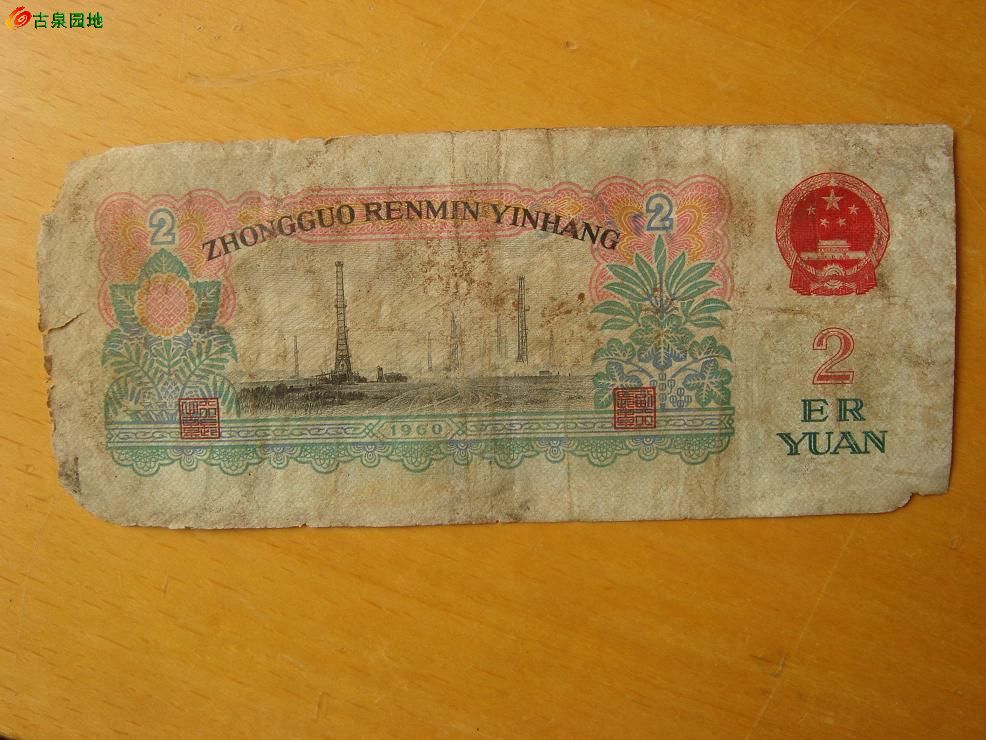 古泉园地
2 2
ZHONGGUO RENMIN YINHANG
2
ER
YUAN
1960